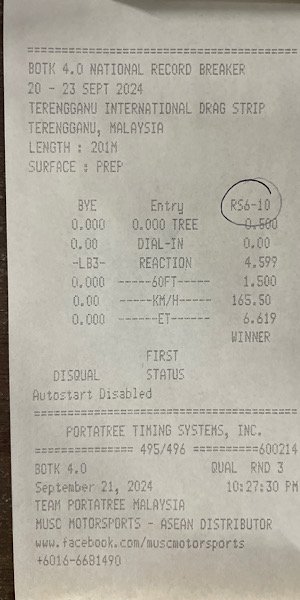 ====================================
BOTK 4.0 NATIONAL RECORD BREAKER
20 - 23 SEPT 2024
TERENGGANU INTERNATIONAL DRAG STRIP
TERENGGANU, MALAYSIA
LENGTH : 201M
SURFACE : PREP
BYE Entry RS6-10
0.000 0.000 TREE 0.500
0.00 DIAL-IN 0.00
-LB3- REACTION 4.599
0.000 -----60FT------ 1.500
0.00 -----KM/H------ 165.50
0.000 ------ET------- 6.619
WINNER
FIRST
DISQUAL STATUS
Autostart Disabled
====================================
PORTATREE TIMING SYSTEMS, INC.
=============== 495/496 ==========600214
BOTK 4.0 QUAL RND 3
September 21, 2024 10:27:30 PM
TEAM PORTATREE MALAYSIA
MUSC MOTORSPORTS - ASEAN DISTRIBUTOR
www.facebook.com/muscmotorsports
+6016-6681490